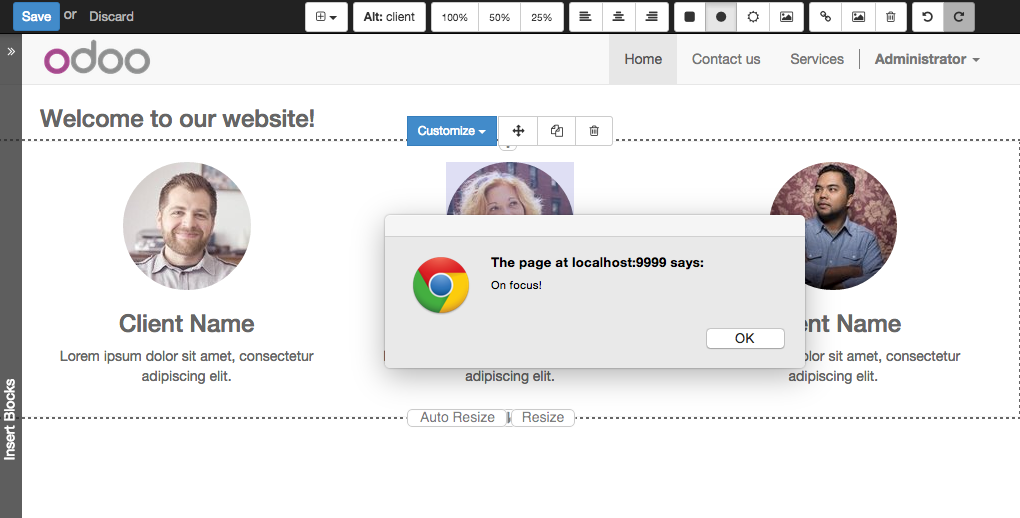 Save or Discard
Alt: client
100% 50% 25%
odoo
Home Contact us Services Administrator
Welcome to our website!
Customize
The page at localhost:9999 says:
On focus!
OK
Client Name
Lorem ipsum dolor sit amet, consectetur
adipiscing elit.
adipiscing elit.
ent Name
olor sit amet, consectetur
adipiscing elit.
Auto Resize Resize
Insert Blocks